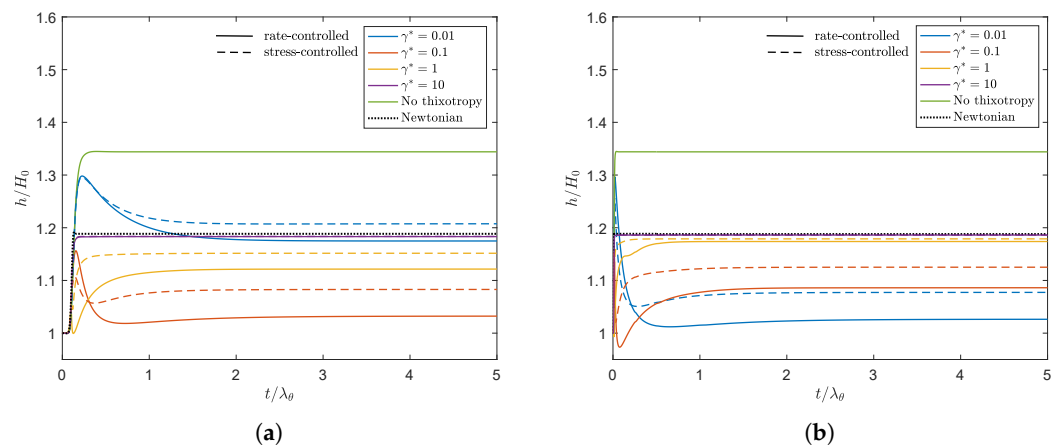 1.6
1.5
1.4
1.3
1.2
1.1
1
h/H₀
0 1 2 3 4 5
t/λ_θ
rate-controlled
stress-controlled
γ* = 0.01
γ* = 0.1
γ* = 1
γ* = 10
No thixotropy
Newtonian
(a)
1.6
1.5
1.4
1.3
1.2
1.1
1
h/H₀
0 1 2 3 4 5
t/λ_θ
rate-controlled
stress-controlled
γ* = 0.01
γ* = 0.1
γ* = 1
γ* = 10
No thixotropy
Newtonian
(b)